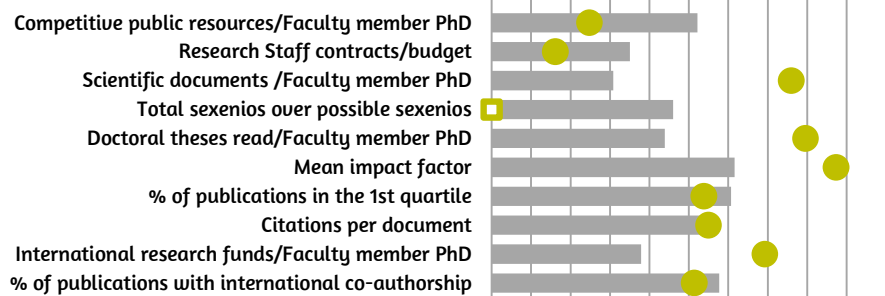 Competitive public resources/Faculty member PhD
Research Staff contracts/budget
Scientific documents /Faculty member PhD
Total sexenios over possible sexenios
Doctoral theses read/Faculty member PhD
Mean impact factor
% of publications in the 1st quartile
Citations per document
International research funds/Faculty member PhD
% of publications with international co-authorship